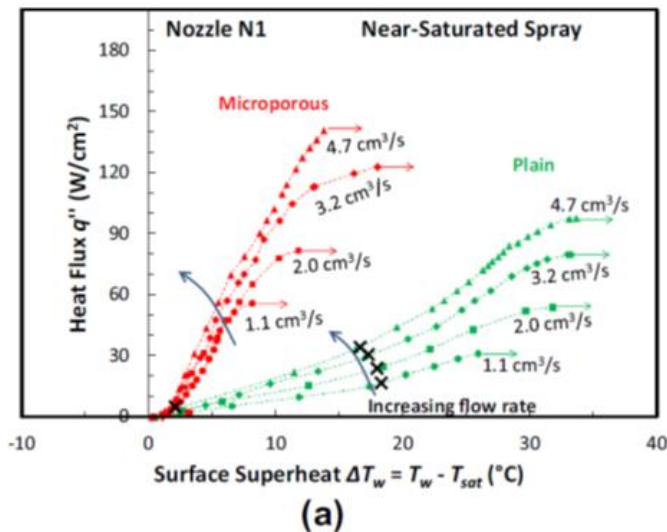 Nozzle N1 Near-Saturated Spray
180
150
120
90
60
30
0
Heat Flux q" (W/cm²)
Microporous
4.7 cm³/s
3.2 cm³/s
2.0 cm³/s
1.1 cm³/s
Plain
4.7 cm³/s
3.2 cm³/s
2.0 cm³/s
1.1 cm³/s
Increasing flow rate
-10 0 10 20 30 40
Surface Superheat ΔTw = Tw - Tsat (°C)
(a)